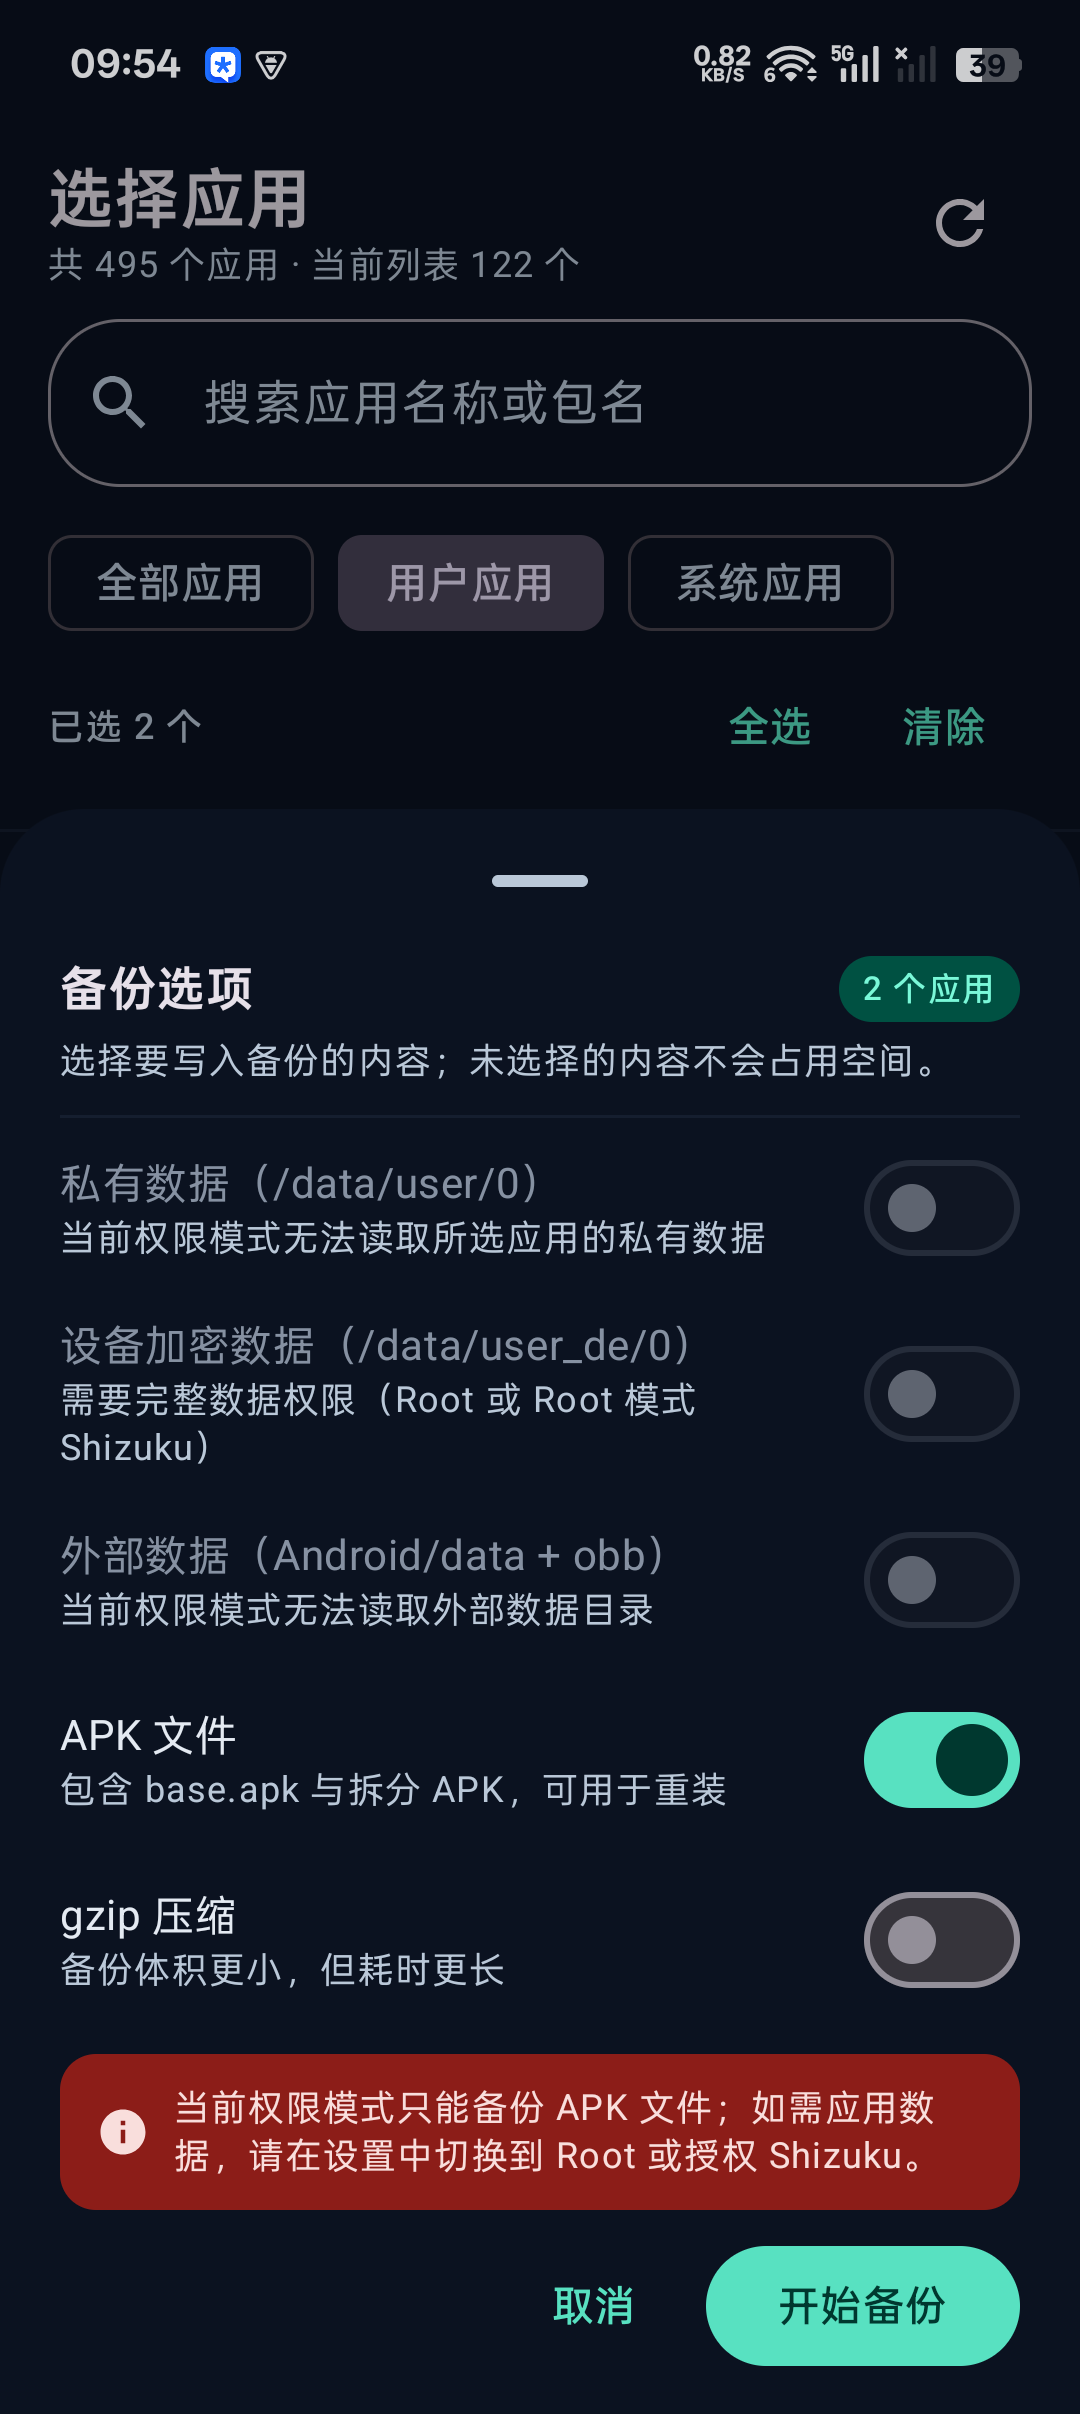 09:54
0.82 KB/S 6 5G 39
选择应用
共 495 个应用 · 当前列表 122 个
搜索应用名称或包名
全部应用 用户应用 系统应用
已选 2 个 全选 清除
备份选项 2 个应用
选择要写入备份的内容；未选择的内容不会占用空间。
私有数据（/data/user/0）
当前权限模式无法读取所选应用的私有数据
设备加密数据（/data/user_de/0）
需要完整数据权限（Root 或 Root 模式
Shizuku）
外部数据（Android/data + obb）
当前权限模式无法读取外部数据目录
APK 文件
包含 base.apk 与拆分 APK，可用于重装
gzip 压缩
备份体积更小，但耗时更长
当前权限模式只能备份 APK 文件；如需应用数
据，请在设置中切换到 Root 或授权 Shizuku。
取消 开始备份